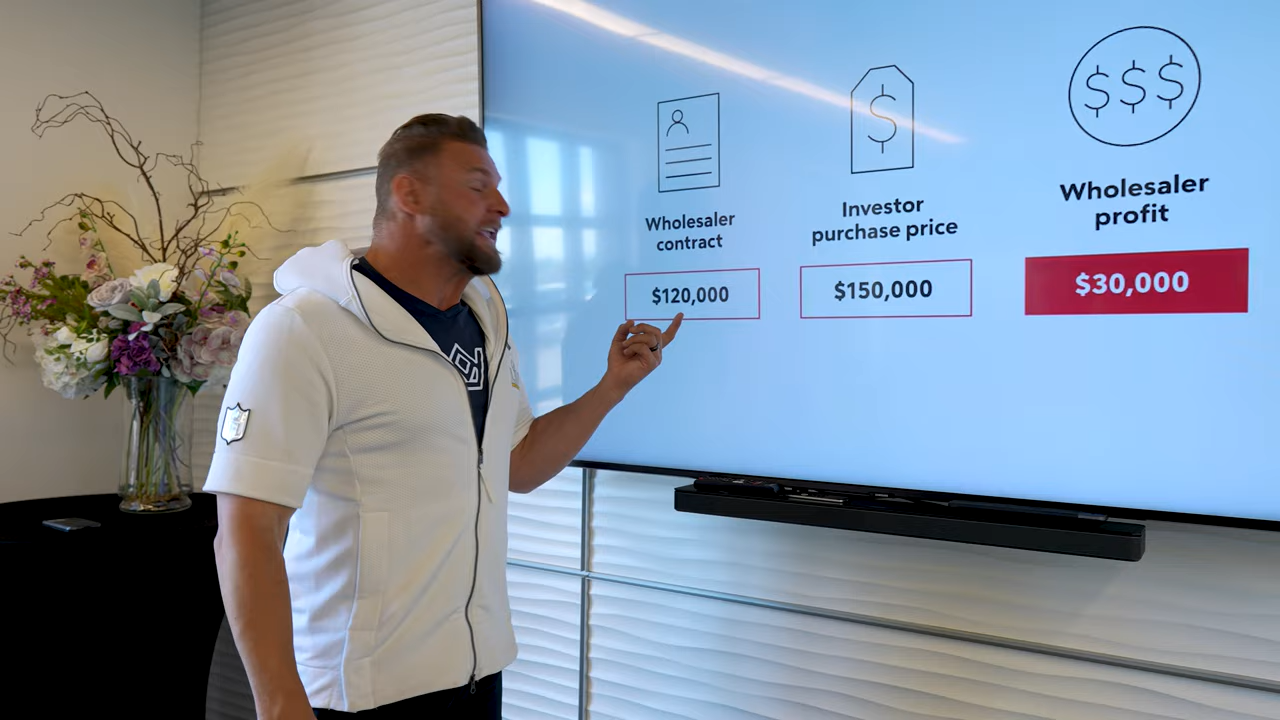 Wholesaler
contract
$120,000
Investor
purchase price
$150,000
Wholesaler
profit
$30,000